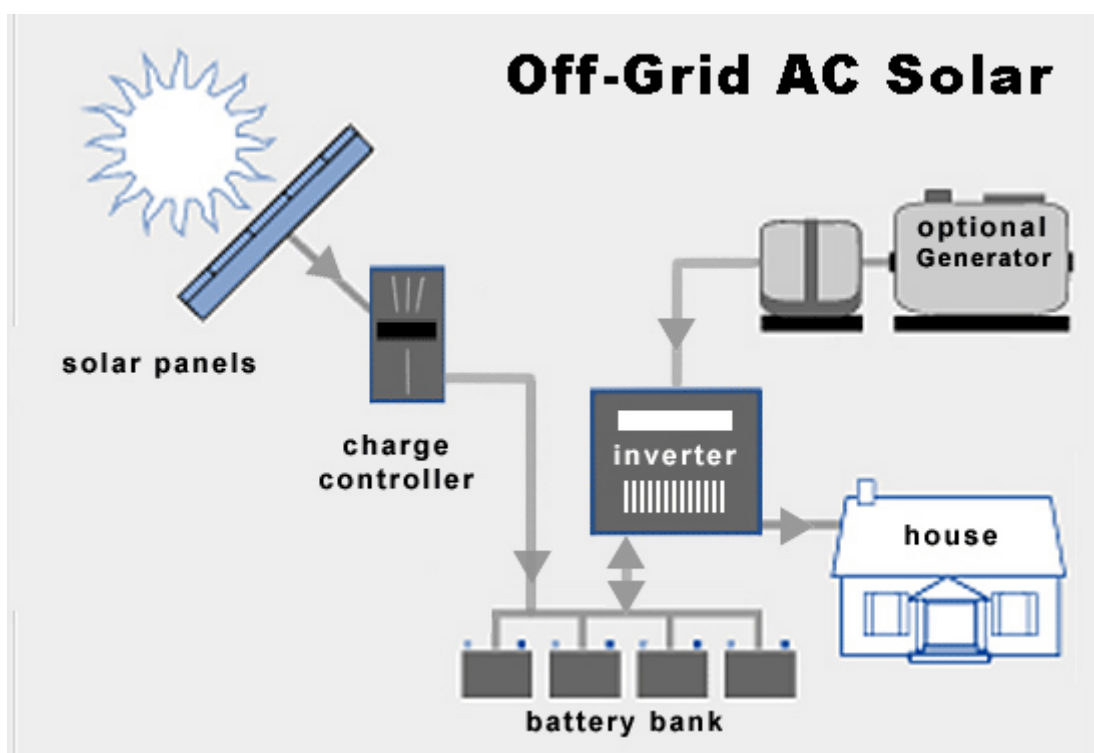 Off-Grid AC Solar
optional
Generator
solar panels
charge
controller
inverter
house
battery bank